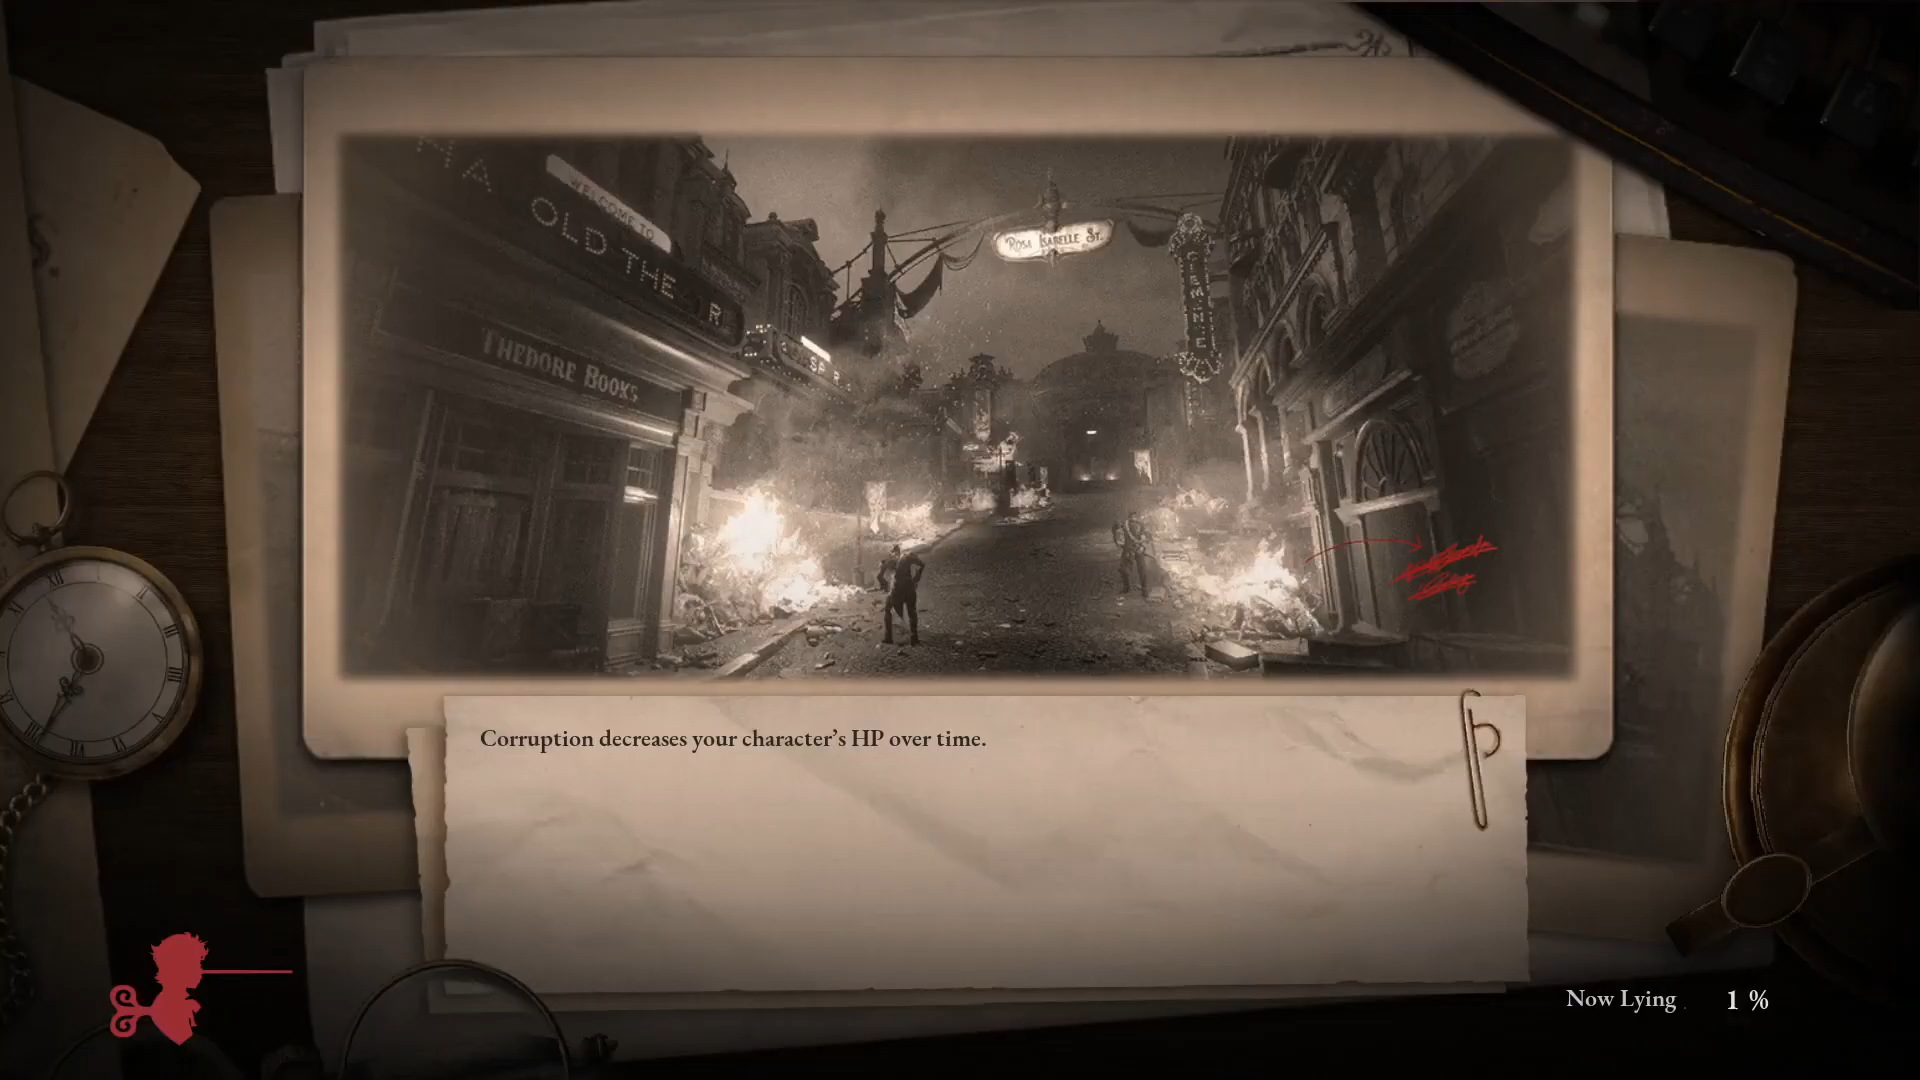 WELCOME TO
OLD THE R
THEDORE BOOKS
ROSA ISABELLE ST.
Corruption decreases your character’s HP over time.
Now Lying . 1 %